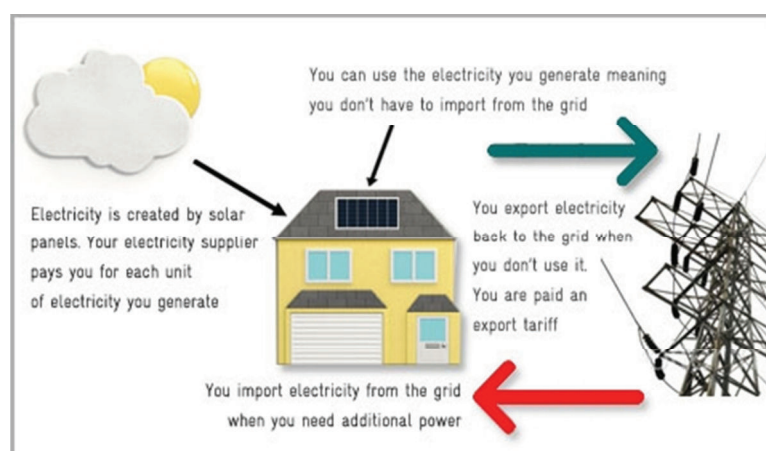 You can use the electricity you generate meaning
you don't have to import from the grid
Electricity is created by solar
panels. Your electricity supplier
pays you for each unit
of electricity you generate
You export electricity
back to the grid when
you don't use it.
You are paid an
export tariff
You import electricity from the grid
when you need additional power